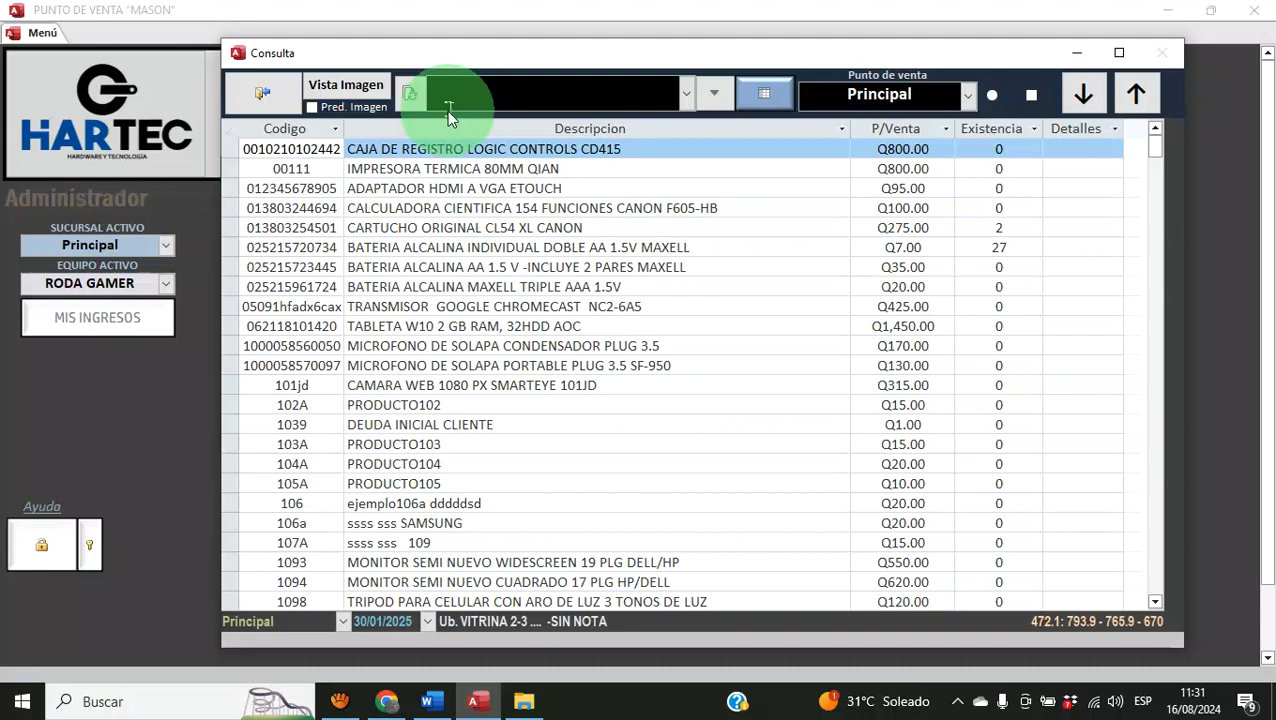 PUNTO DE VENTA "MASON"
Menú
Consulta
HARTEC
HARDWARE Y TECNOLOGÍA
Administrador
SUCURSAL ACTIVO
Principal
EQUIPO ACTIVO
RODA GAMER
MIS INGRESOS
Ayuda
Vista Imagen
Pred. Imagen
Punto de venta
Principal
Codigo Descripcion P/Venta Existencia Detalles
0010210102442 CAJA DE REGISTRO LOGIC CONTROLS CD415 Q800.00 0
00111 IMPRESORA TERMICA 80MM QIAN Q800.00 0
012345678905 ADAPTADOR HDMI A VGA ETOUCH Q95.00 0
013803244694 CALCULADORA CIENTIFICA 154 FUNCIONES CANON F605-HB Q100.00 0
013803254501 CARTUCHO ORIGINAL CL54 XL CANON Q275.00 2
025215720734 BATERIA ALCALINA INDIVIDUAL DOBLE AA 1.5V MAXELL Q7.00 27
025215723445 BATERIA ALCALINA AA 1.5 V -INCLUYE 2 PARES MAXELL Q35.00 0
025215961724 BATERIA ALCALINA MAXELL TRIPLE AAA 1.5V Q20.00 0
05091hfadx6cax TRANSMISOR GOOGLE CHROMECAST NC2-6A5 Q425.00 0
062118101420 TABLETA W10 2 GB RAM, 32HDD AOC Q1,450.00 0
1000058560050 MICROFONO DE SOLAPA CONDENSADOR PLUG 3.5 Q170.00 0
1000058570097 MICROFONO DE SOLAPA PORTABLE PLUG 3.5 SF-950 Q130.00 0
101jd CAMARA WEB 1080 PX SMARTEYE 101JD Q315.00 0
102A PRODUCTO102 Q15.00 0
1039 DEUDA INICIAL CLIENTE Q1.00 0
103A PRODUCTO103 Q15.00 0
104A PRODUCTO104 Q20.00 0
105A PRODUCTO105 Q10.00 0
106 ejemplo106a dddddsd Q20.00 0
106a ssss sss SAMSUNG Q20.00 0
107A ssss sss 109 Q15.00 0
1093 MONITOR SEMI NUEVO WIDESCREEN 19 PLG DELL/HP Q550.00 0
1094 MONITOR SEMI NUEVO CUADRADO 17 PLG HP/DELL Q620.00 0
1098 TRIPOD PARA CELULAR CON ARO DE LUZ 3 TONOS DE LUZ Q120.00 0
Principal 30/01/2025 Ub. VITRINA 2-3 .... -SIN NOTA 472.1: 793.9 - 765.9 - 670
Buscar
31°C Soleado
ESP
11:31
16/08/2024
9